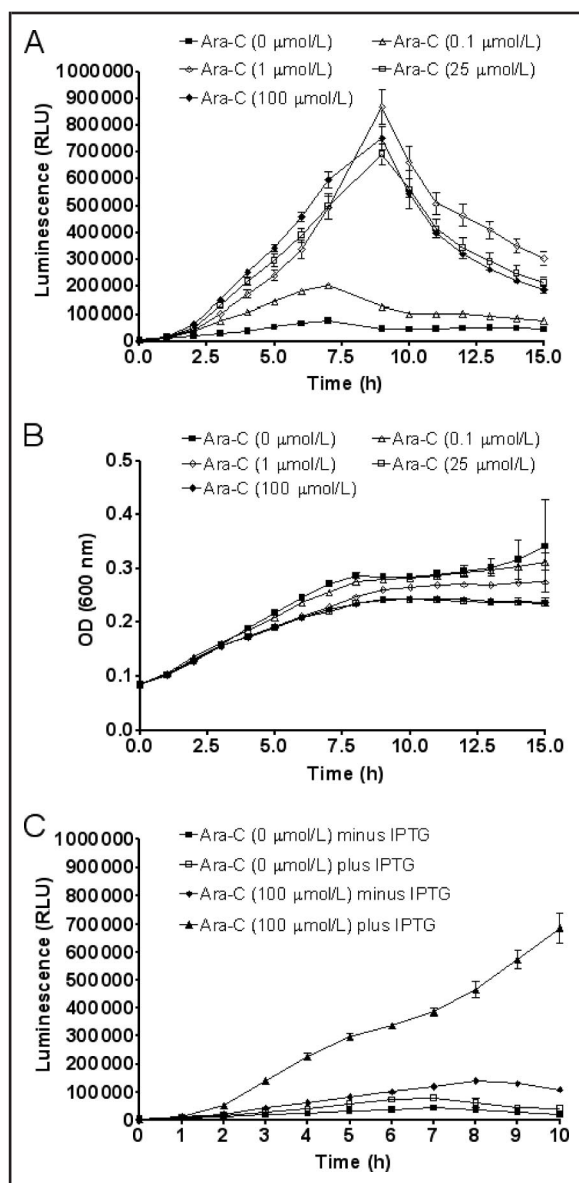 A
Ara-C (0 μmol/L) Ara-C (0.1 μmol/L)
Ara-C (1 μmol/L) Ara-C (25 μmol/L)
Ara-C (100 μmol/L)
Luminescence (RLU)
1000000
900000
800000
700000
600000
500000
400000
300000
200000
100000
0
0.0 2.5 5.0 7.5 10.0 12.5 15.0
Time (h)
B
Ara-C (0 μmol/L) Ara-C (0.1 μmol/L)
Ara-C (1 μmol/L) Ara-C (25 μmol/L)
Ara-C (100 μmol/L)
OD (600 nm)
0.5
0.4
0.3
0.2
0.1
0.0
0.0 2.5 5.0 7.5 10.0 12.5 15.0
Time (h)
C
Ara-C (0 μmol/L) minus IPTG
Ara-C (0 μmol/L) plus IPTG
Ara-C (100 μmol/L) minus IPTG
Ara-C (100 μmol/L) plus IPTG
Luminescence (RLU)
1000000
900000
800000
700000
600000
500000
400000
300000
200000
100000
0
0 1 2 3 4 5 6 7 8 9 10
Time (h)